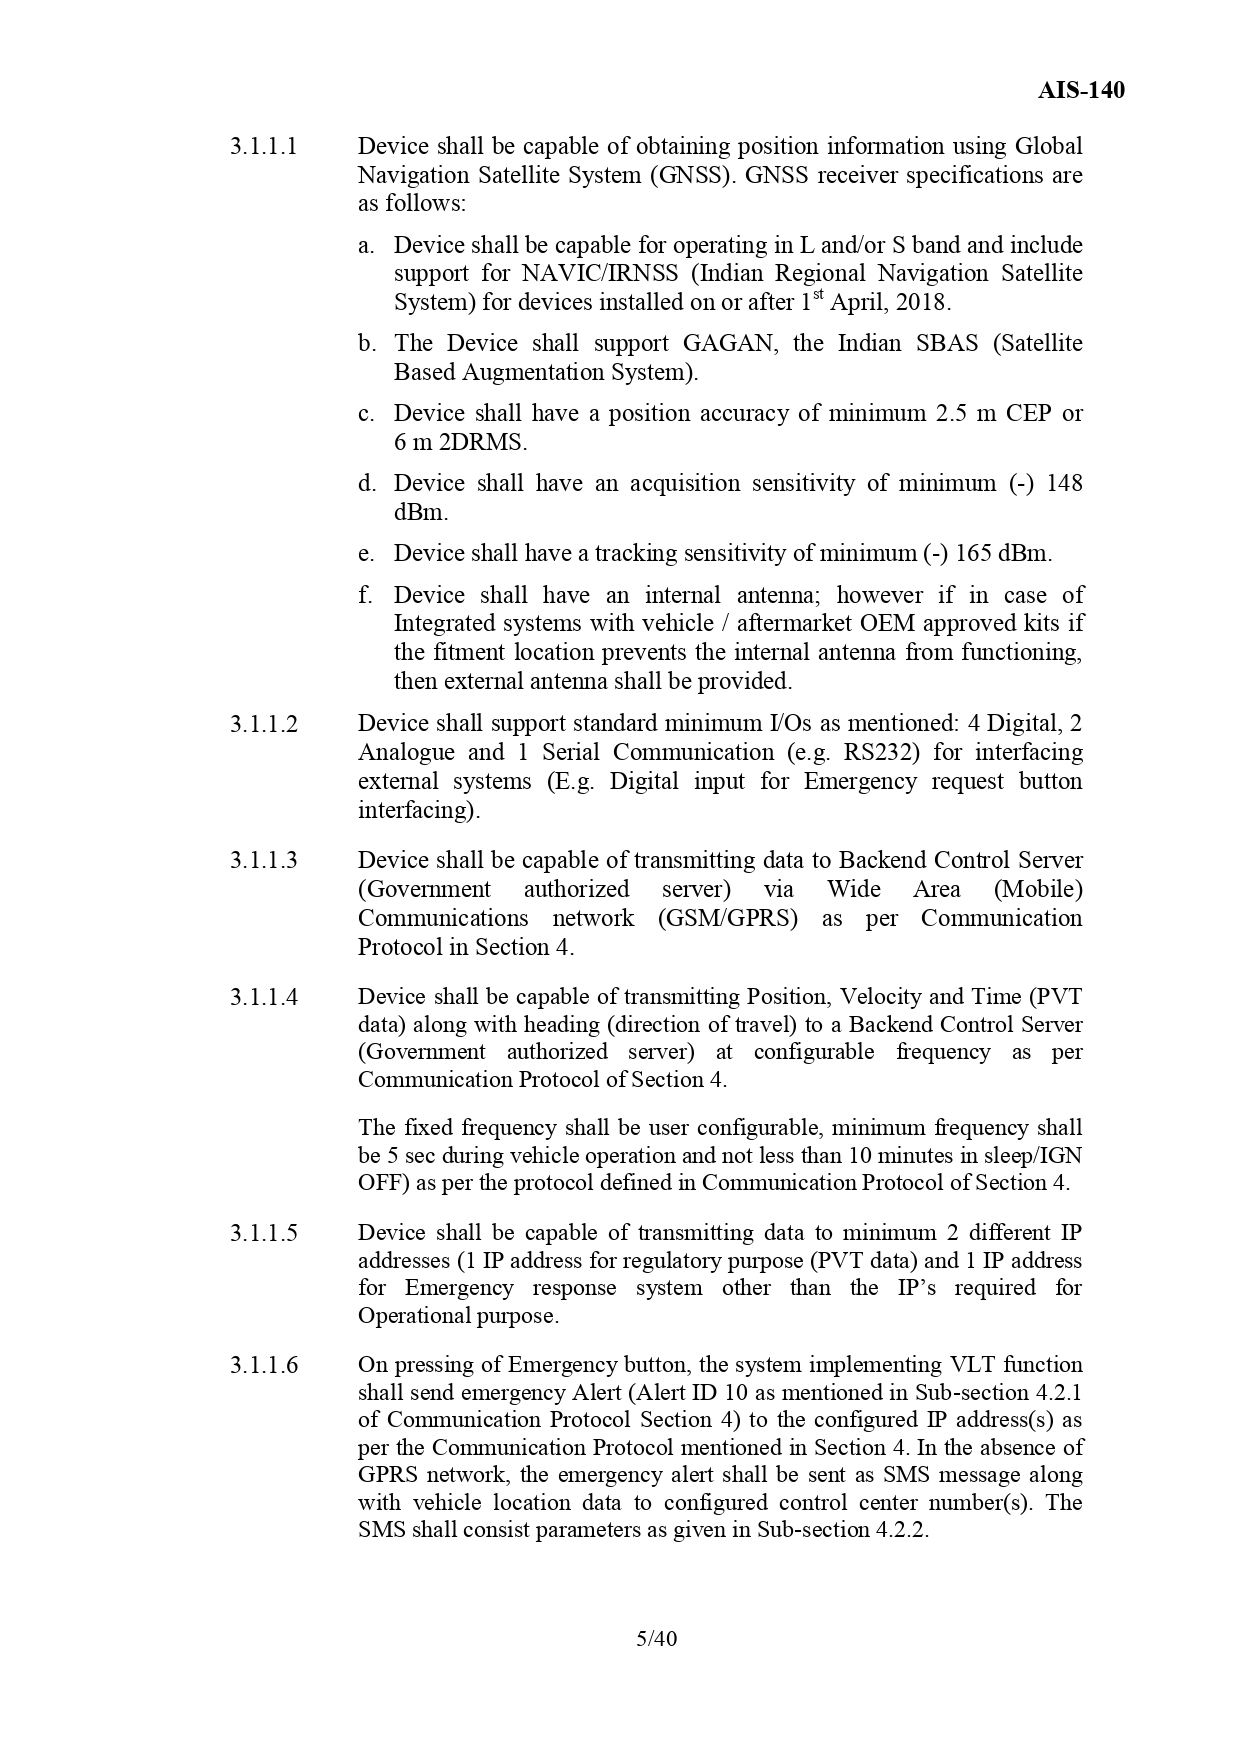 AIS-140
3.1.1.1 Device shall be capable of obtaining position information using Global
Navigation Satellite System (GNSS). GNSS receiver specifications are
as follows:
a. Device shall be capable for operating in L and/or S band and include
support for NAVIC/IRNSS (Indian Regional Navigation Satellite
System) for devices installed on or after 1st April, 2018.
b. The Device shall support GAGAN, the Indian SBAS (Satellite
Based Augmentation System).
c. Device shall have a position accuracy of minimum 2.5 m CEP or
6 m 2DRMS.
d. Device shall have an acquisition sensitivity of minimum (-) 148
dBm.
e. Device shall have a tracking sensitivity of minimum (-) 165 dBm.
f. Device shall have an internal antenna; however if in case of
Integrated systems with vehicle / aftermarket OEM approved kits if
the fitment location prevents the internal antenna from functioning,
then external antenna shall be provided.
3.1.1.2 Device shall support standard minimum I/Os as mentioned: 4 Digital, 2
Analogue and 1 Serial Communication (e.g. RS232) for interfacing
external systems (E.g. Digital input for Emergency request button
interfacing).
3.1.1.3 Device shall be capable of transmitting data to Backend Control Server
(Government authorized server) via Wide Area (Mobile)
Communications network (GSM/GPRS) as per Communication
Protocol in Section 4.
3.1.1.4 Device shall be capable of transmitting Position, Velocity and Time (PVT
data) along with heading (direction of travel) to a Backend Control Server
(Government authorized server) at configurable frequency as per
Communication Protocol of Section 4.
The fixed frequency shall be user configurable, minimum frequency shall
be 5 sec during vehicle operation and not less than 10 minutes in sleep/IGN
OFF) as per the protocol defined in Communication Protocol of Section 4.
3.1.1.5 Device shall be capable of transmitting data to minimum 2 different IP
addresses (1 IP address for regulatory purpose (PVT data) and 1 IP address
for Emergency response system other than the IP’s required for
Operational purpose.
3.1.1.6 On pressing of Emergency button, the system implementing VLT function
shall send emergency Alert (Alert ID 10 as mentioned in Sub-section 4.2.1
of Communication Protocol Section 4) to the configured IP address(s) as
per the Communication Protocol mentioned in Section 4. In the absence of
GPRS network, the emergency alert shall be sent as SMS message along
with vehicle location data to configured control center number(s). The
SMS shall consist parameters as given in Sub-section 4.2.2.
5/40